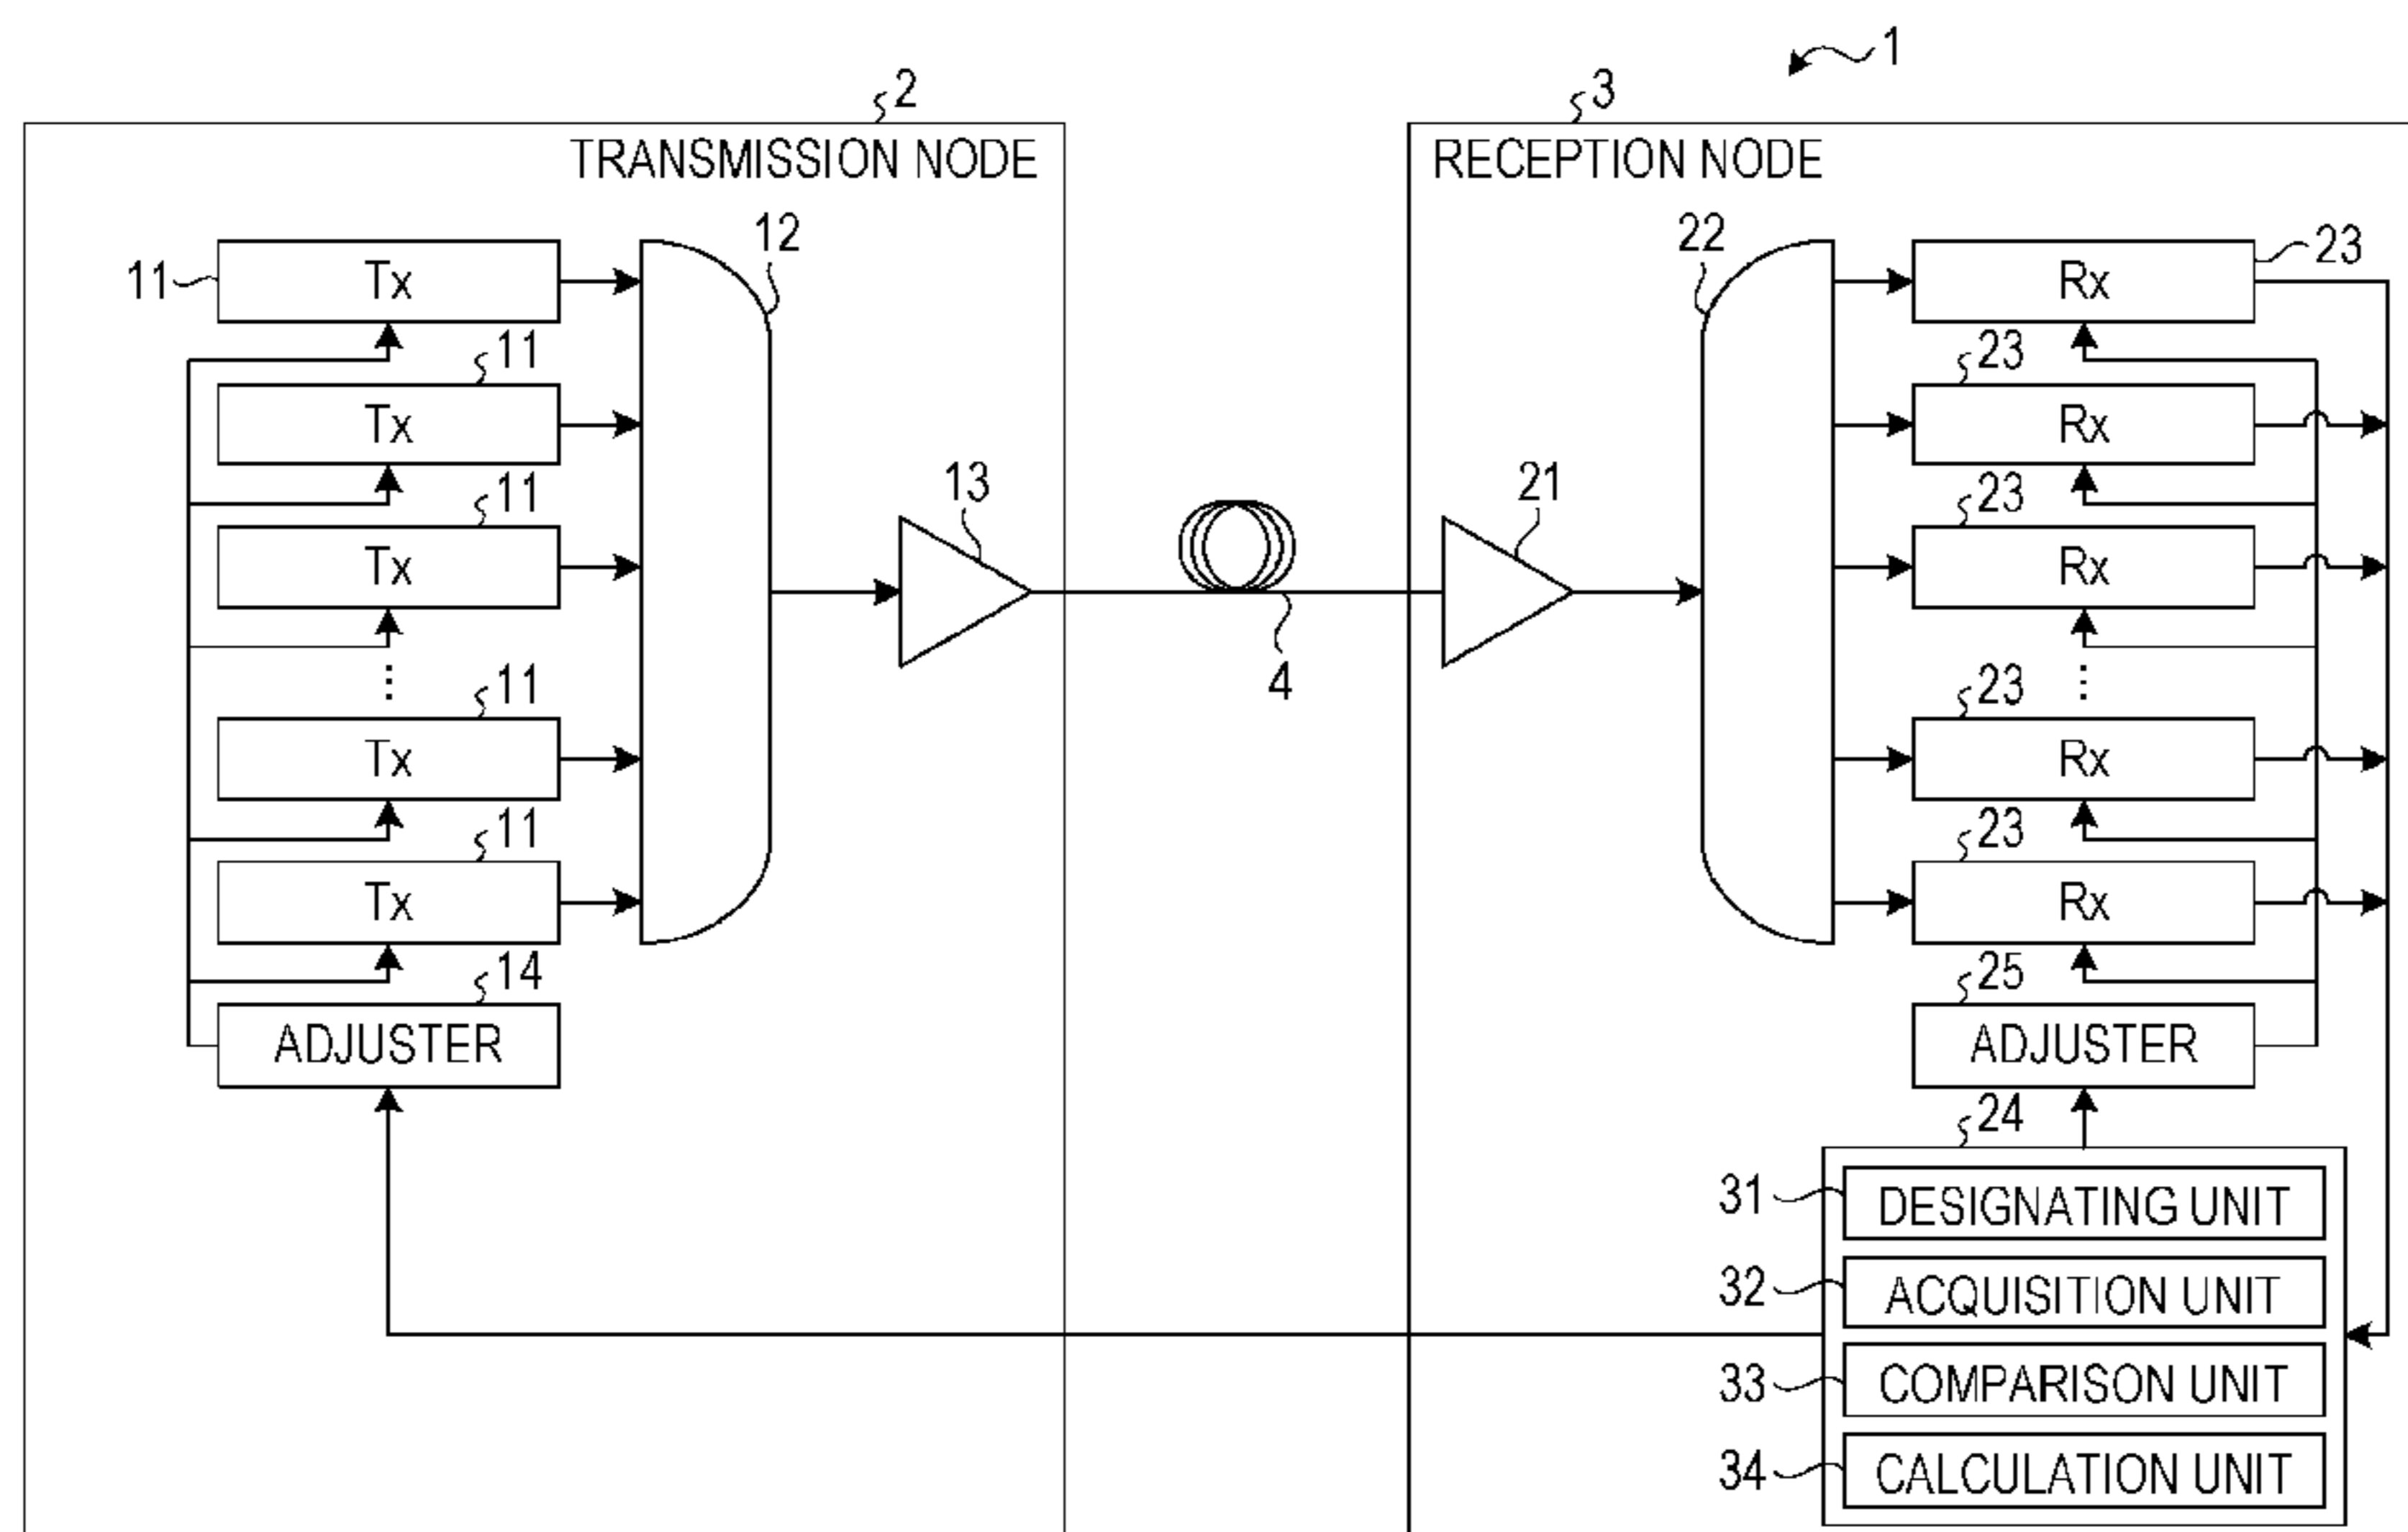 1
2
3
TRANSMISSION NODE
RECEPTION NODE
11
Tx
12
22
Rx
23
11
Tx
23
Rx
11
Tx
13
4
21
23
Rx
⋮
⋮
11
Tx
23
Rx
11
Tx
23
Rx
14
ADJUSTER
25
ADJUSTER
24
31
DESIGNATING UNIT
32
ACQUISITION UNIT
33
COMPARISON UNIT
34
CALCULATION UNIT